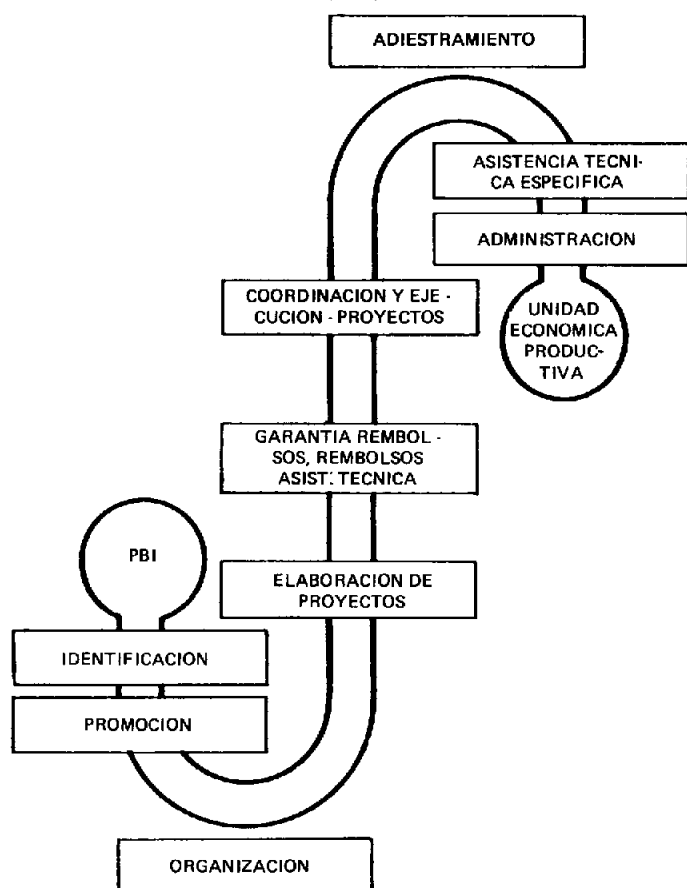 ADIESTRAMIENTO
ASISTENCIA TECNI-
CA ESPECIFICA
ADMINISTRACION
UNIDAD
ECONOMICA
PRODUC-
TIVA
COORDINACION Y EJE -
CUCION - PROYECTOS
GARANTIA REMBOL -
SOS, REMBOLSOS
ASIST. TECNICA
PBI
ELABORACION DE
PROYECTOS
IDENTIFICACION
PROMOCION
ORGANIZACION